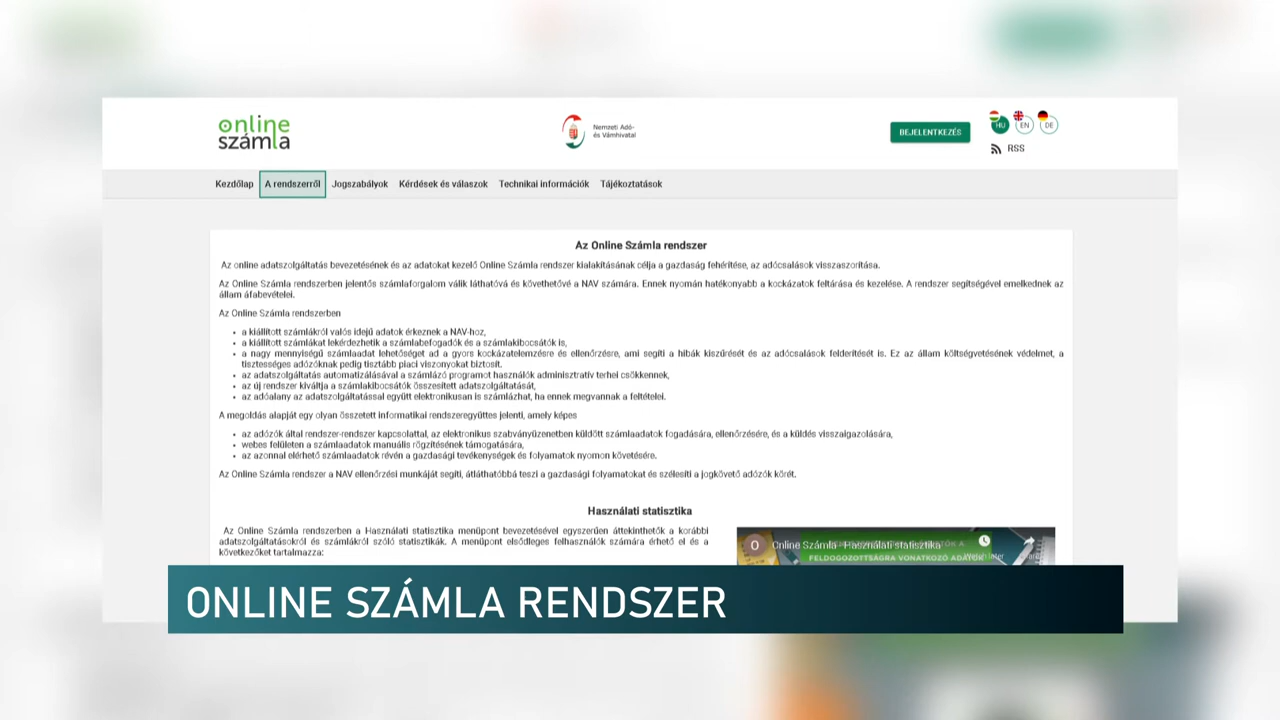 online
számla
Nemzeti Adó-
és Vámhivatal
BEJELENTKEZÉS
HU EN DE
RSS
Kezdőlap A rendszerről Jogszabályok Kérdések és válaszok Technikai információk Tájékoztatások
Az Online Számla rendszer
Az online adatszolgáltatás bevezetésének és az adatokat kezelő Online Számla rendszer kialakításának célja a gazdaság fehérítése, az adócsalások visszaszorítása.
Az Online Számla rendszerben jelentős számlaforgalom válik láthatóvá és követhetővé a NAV számára. Ennek nyomán hatékonyabb a kockázatok feltárása és kezelése. A rendszer segítségével emelkednek az
állam áfabevételei.
Az Online Számla rendszerben
• a kiállított számlákról valós idejű adatok érkeznek a NAV-hoz,
• a kiállított számlákat lekérdezhetik a számlabefogadók és a számlakibocsátók is,
• a nagy mennyiségű számlaadat lehetőséget ad a gyors kockázatelemzésre és ellenőrzésre, ami segíti a hibák kiszűrését és az adócsalások felderítését is. Ez az állam költségvetésének védelmet, a
tisztességes adózóknak pedig tisztább piaci viszonyokat biztosít.
• az adatszolgáltatás automatizálásával a számlázó programot használók adminisztratív terhei csökkennek,
• az új rendszer kiváltja a számlakibocsátók összesített adatszolgáltatását,
• az adóalany az adatszolgáltatással együtt elektronikusan is számlázhat, ha ennek megvannak a feltételei.
A megoldás alapját egy olyan összetett informatikai rendszeregyüttes jelenti, amely képes
• az adózók által rendszer-rendszer kapcsolattal, az elektronikus szabványüzenetben küldött számlaadatok fogadására, ellenőrzésére, és a küldés visszaigazolására,
• webes felületen a számlaadatok manuális rögzítésének támogatására,
• az azonnal elérhető számlaadatok révén a gazdasági tevékenységek és folyamatok nyomon követésére.
Az Online Számla rendszer a NAV ellenőrzési munkáját segíti, átláthatóbbá teszi a gazdasági folyamatokat és szélesíti a jogkövető adózók körét.
Használati statisztika
Az Online Számla rendszerben a Használati statisztika menüpont bevezetésével egyszerűen áttekinthetők a korábbi
adatszolgáltatásokról és számlákról szóló statisztikák. A menüpont elsődleges felhasználók számára érhető el és a
következőket tartalmazza:
O Online Számla - Használati statisztika
Watch later
FELDOGOZOTTSÁGRA VONATKOZÓ ADATOK
ONLINE SZÁMLA RENDSZER